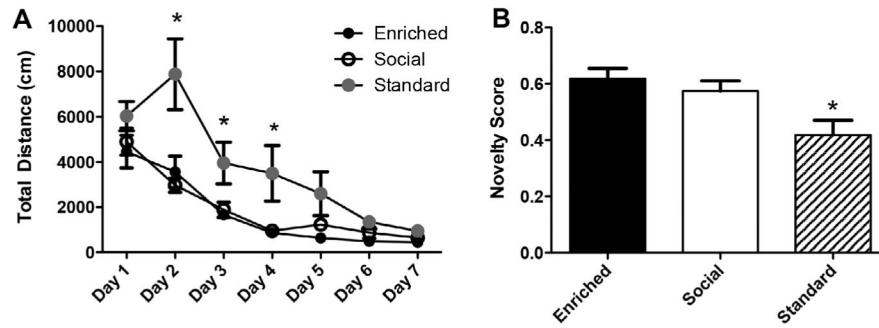 A
Total Distance (cm)
10000
8000
6000
4000
2000
0
*
*
*
Enriched
Social
Standard
Day 1
Day 2
Day 3
Day 4
Day 5
Day 6
Day 7
B
Novelty Score
0.8
0.6
0.4
0.2
0.0
*
Enriched
Social
Standard